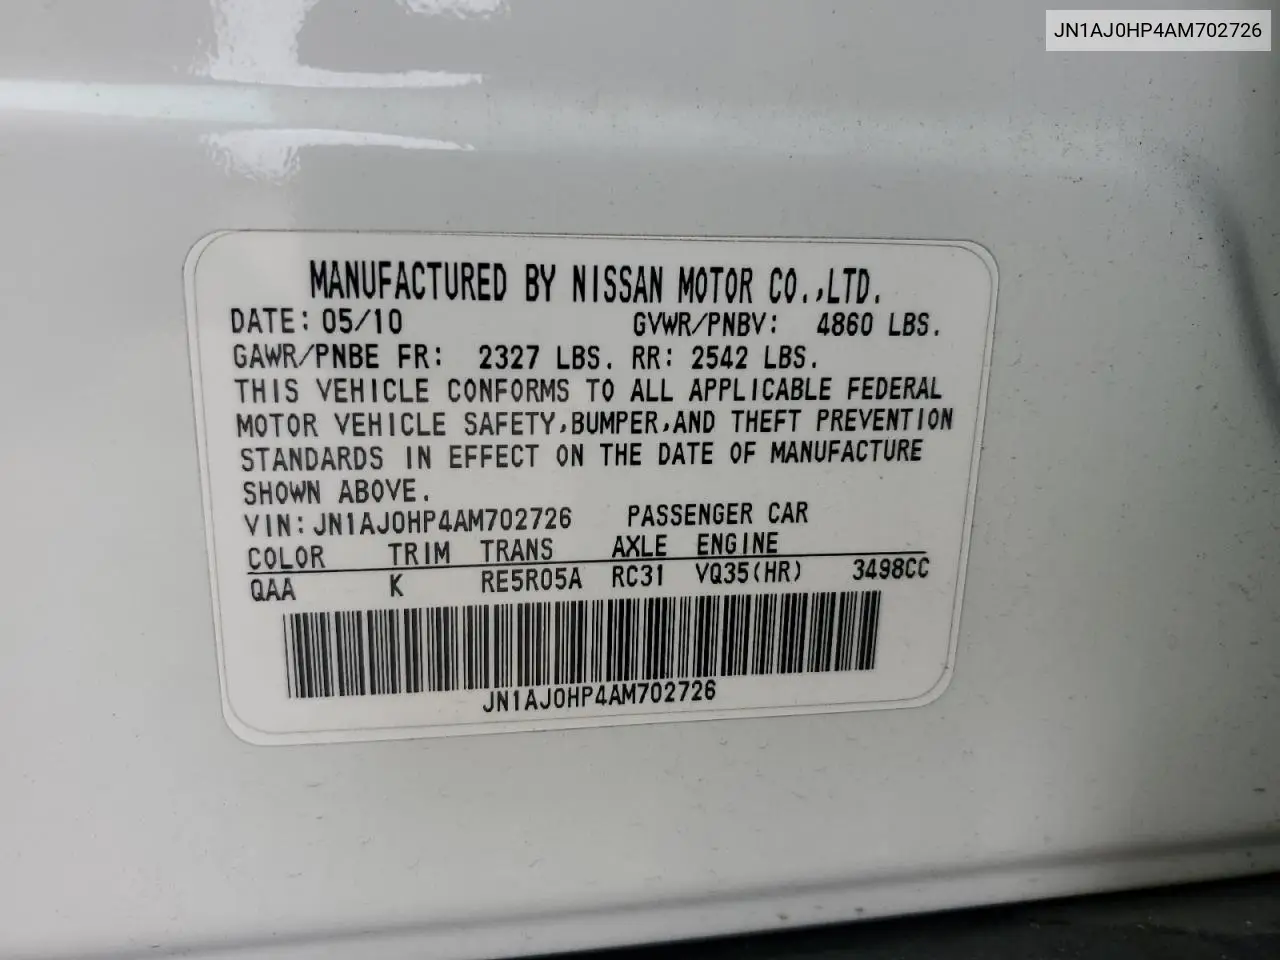 JN1AJ0HP4AM702726
MANUFACTURED BY NISSAN MOTOR CO.,LTD.
DATE: 05/10 GVWR/PNBV: 4860 LBS.
GAWR/PNBE FR: 2327 LBS. RR: 2542 LBS.
THIS VEHICLE CONFORMS TO ALL APPLICABLE FEDERAL
MOTOR VEHICLE SAFETY,BUMPER,AND THEFT PREVENTION
STANDARDS IN EFFECT ON THE DATE OF MANUFACTURE
SHOWN ABOVE.
VIN: JN1AJ0HP4AM702726 PASSENGER CAR
COLOR TRIM TRANS AXLE ENGINE
QAA K RE5R05A RC31 VQ35(HR) 3498CC
JN1AJ0HP4AM702726